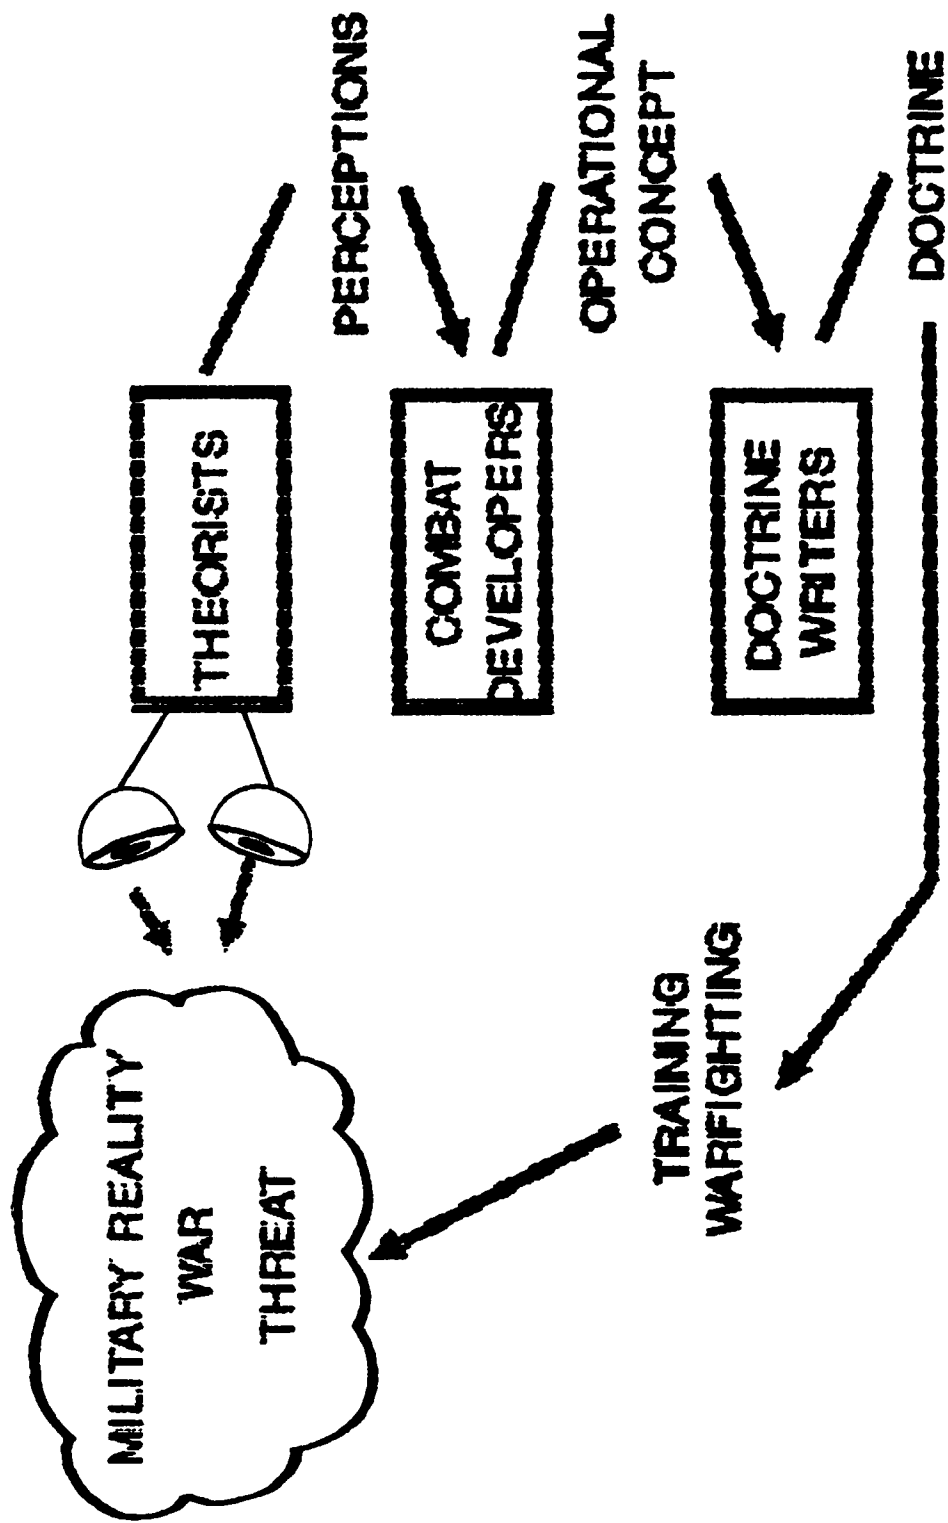 MILITARY REALITY
WAR
THREAT
THEORISTS
PERCEPTIONS
COMBAT
DEVELOPERS
OPERATIONAL
CONCEPT
DOCTRINE
WRITERS
DOCTRINE
TRAINING
WARFIGHTING